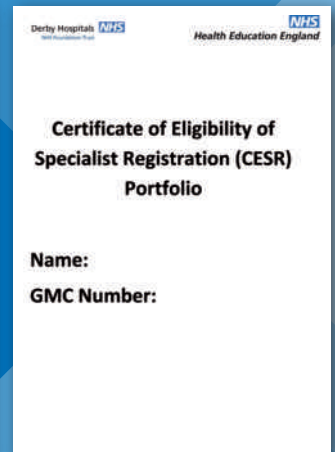 Derby Hospitals NHS
NHS Foundation Trust
NHS
Health Education England
Certificate of Eligibility of
Specialist Registration (CESR)
Portfolio
Name:
GMC Number: